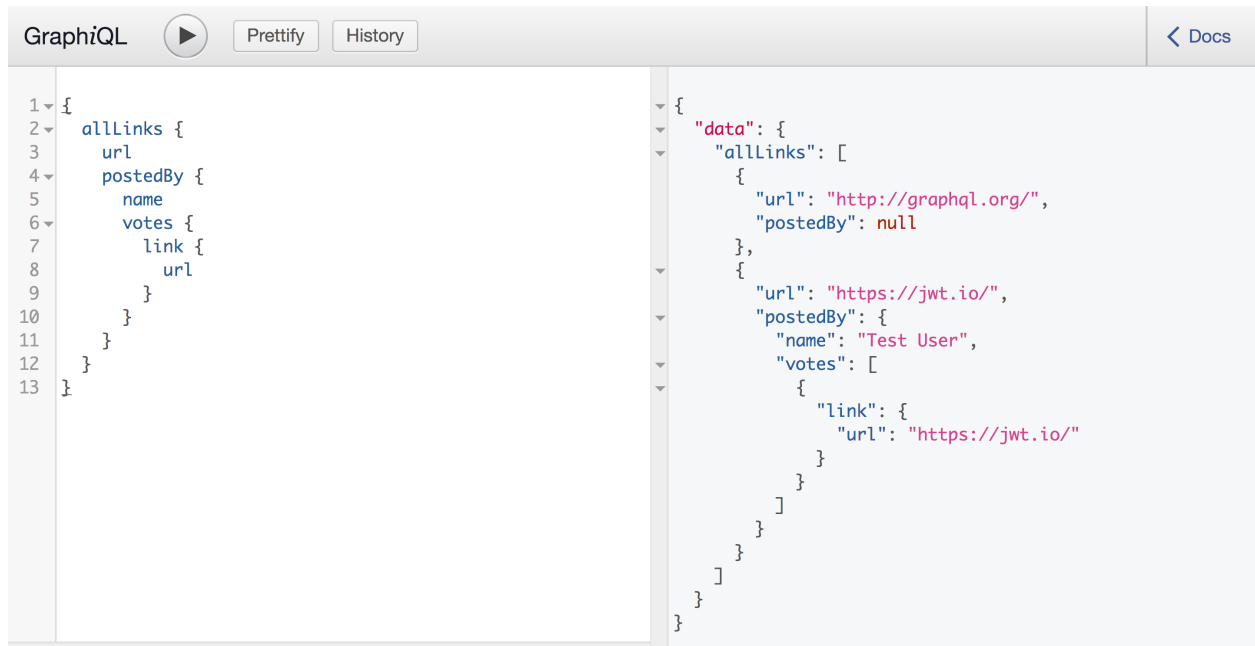 GraphiQL Prettify History Docs
1 {
2 allLinks {
3 url
4 postedBy {
5 name
6 votes {
7 link {
8 url
9 }
10 }
11 }
12 }
13 }
{
"data": {
"allLinks": [
{
"url": "http://graphql.org/",
"postedBy": null
},
{
"url": "https://jwt.io/",
"postedBy": {
"name": "Test User",
"votes": [
{
"link": {
"url": "https://jwt.io/"
}
}
]
}
}
]
}
}